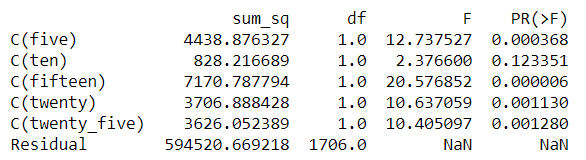 sum_sq df F PR(>F)
C(five) 4438.876327 1.0 12.737527 0.000368
C(ten) 828.216689 1.0 2.376600 0.123351
C(fifteen) 7170.787794 1.0 20.576852 0.000006
C(twenty) 3706.888428 1.0 10.637059 0.001130
C(twenty_five) 3626.052389 1.0 10.405097 0.001280
Residual 594520.669218 1706.0 NaN NaN